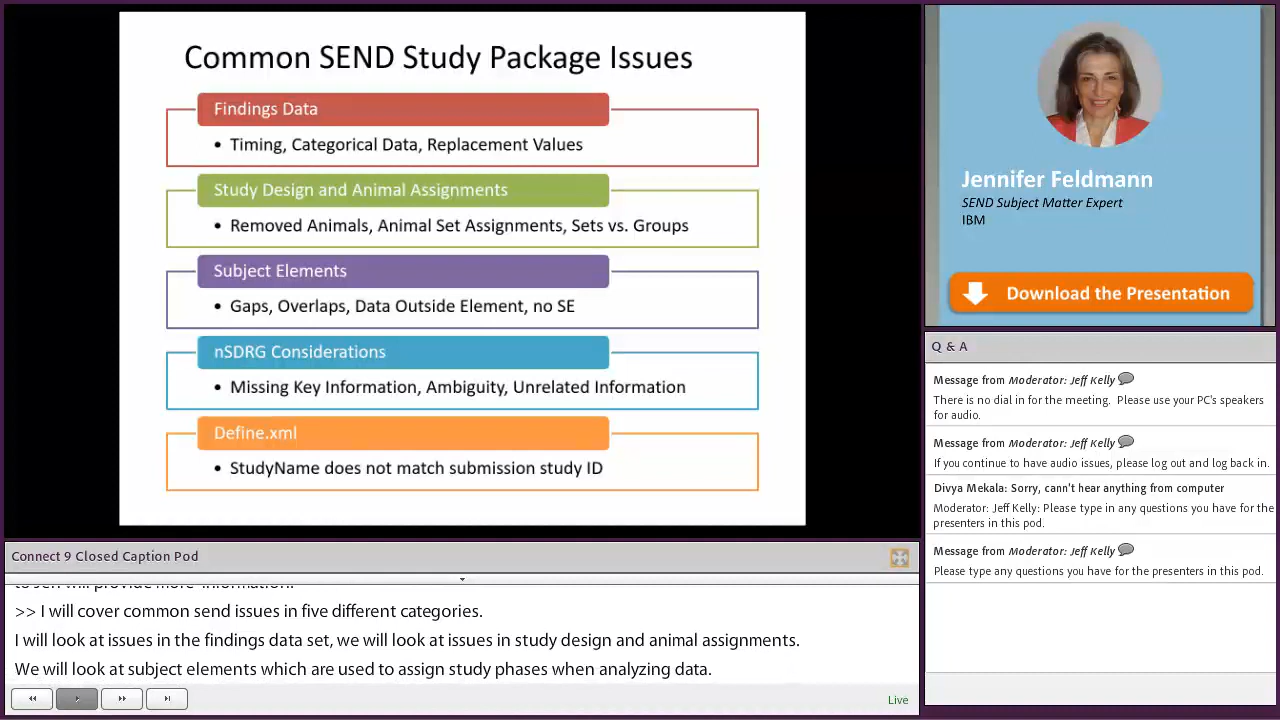 Common SEND Study Package Issues
Findings Data
• Timing, Categorical Data, Replacement Values
Study Design and Animal Assignments
• Removed Animals, Animal Set Assignments, Sets vs. Groups
Subject Elements
• Gaps, Overlaps, Data Outside Element, no SE
nSDRG Considerations
• Missing Key Information, Ambiguity, Unrelated Information
Define.xml
• StudyName does not match submission study ID
Jennifer Feldmann
SEND Subject Matter Expert
IBM
Download the Presentation
Q & A
Message from Moderator: Jeff Kelly
There is no dial in for the meeting.  Please use your PC's speakers
for audio.
Message from Moderator: Jeff Kelly
If you continue to have audio issues, please log out and log back in.
Divya Mekala: Sorry, cann't hear anything from computer
Moderator: Jeff Kelly: Please type in any questions you have for the
presenters in this pod.
Message from Moderator: Jeff Kelly
Please type any questions you have for the presenters in this pod.
Connect 9 Closed Caption Pod
will provide more information.
>> I will cover common send issues in five different categories.
I will look at issues in the findings data set, we will look at issues in study design and animal assignments.
We will look at subject elements which are used to assign study phases when analyzing data.
Live